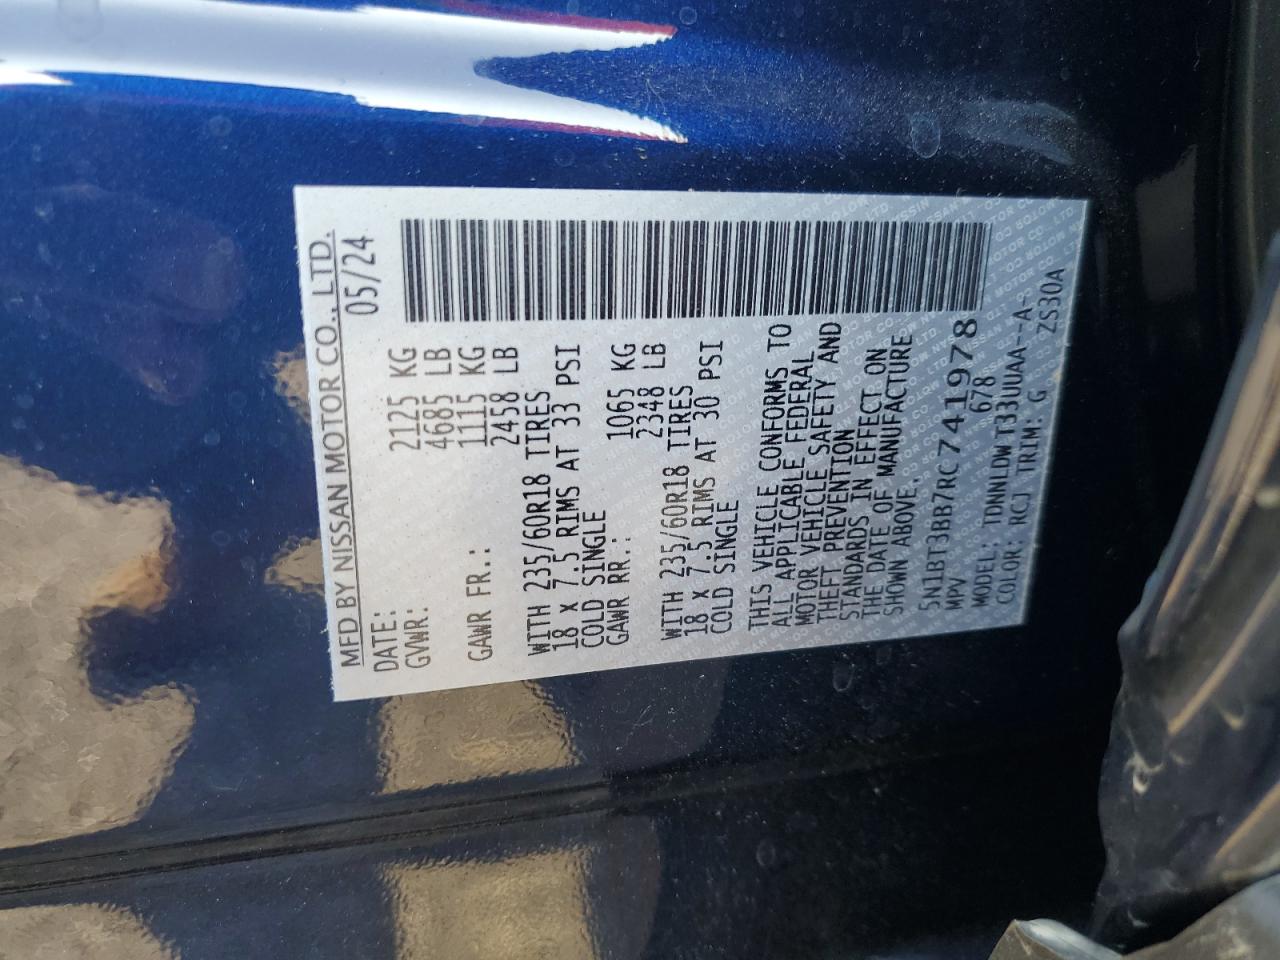 MFD BY NISSAN MOTOR CO., LTD.
DATE: 05/24
GVWR: 2125 KG
4685 LB
GAWR FR.: 1115 KG
2458 LB
WITH 235/60R18 TIRES
18 x 7.5 RIMS AT 33 PSI
COLD SINGLE
GAWR RR.: 1065 KG
2348 LB
WITH 235/60R18 TIRES
18 x 7.5 RIMS AT 30 PSI
COLD SINGLE
THIS VEHICLE CONFORMS TO
ALL APPLICABLE FEDERAL
MOTOR VEHICLE SAFETY AND
THEFT PREVENTION
STANDARDS IN EFFECT ON
THE DATE OF MANUFACTURE
SHOWN ABOVE.
5N1BT3BB7RC741978
MPV 678
MODEL: TDNNLDWT33UUAA--A-
COLOR: RCJ TRIM: G ZS30A